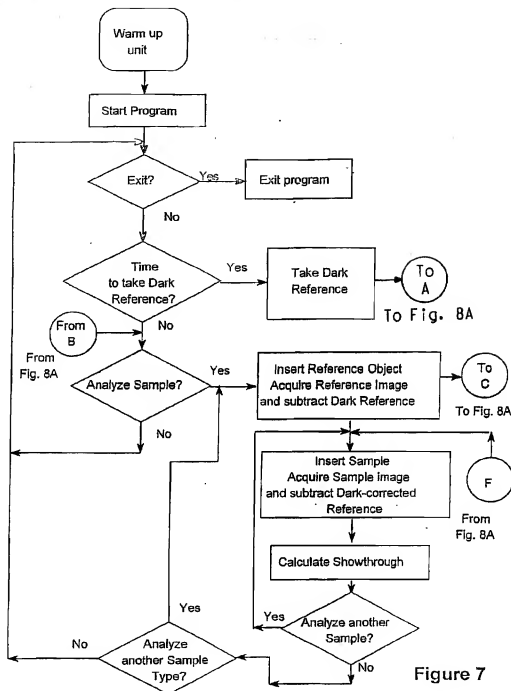 Warm up
unit
Start Program
Exit?
Yes
Exit program
No
Time
to take Dark
Reference?
Yes
Take Dark
Reference
To
A
To Fig. 8A
No
From
B
From
Fig. 8A
Analyze Sample?
Yes
Insert Reference Object
Acquire Reference Image
and subtract Dark Reference
To
C
To Fig. 8A
No
Insert Sample
Acquire Sample image
and subtract Dark-corrected
Reference
F
From
Fig. 8A
Calculate Showthrough
Yes
Analyze another
Sample?
No
Yes
No
Analyze
another Sample
Type?
Figure 7